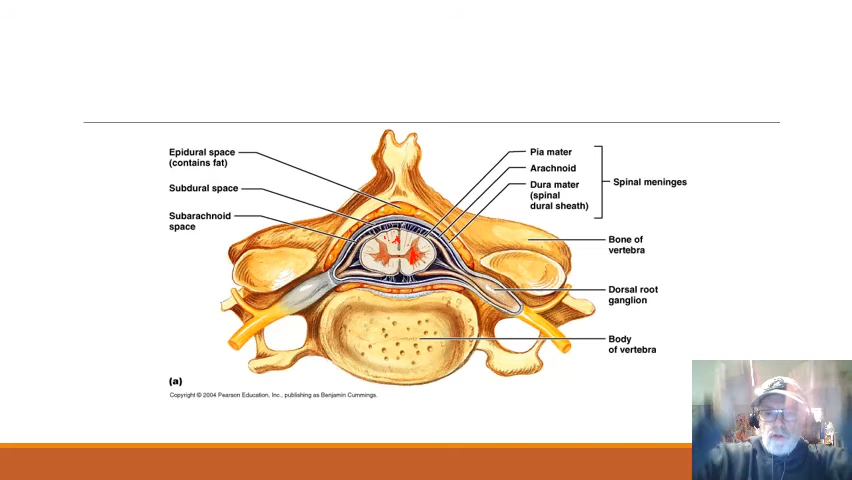 Epidural space
(contains fat)
Subdural space
Subarachnoid
space
Pia mater
Arachnoid
Dura mater
(spinal
dural sheath)
Spinal meninges
Bone of
vertebra
Dorsal root
ganglion
Body
of vertebra
(a)
Copyright © 2004 Pearson Education, Inc., publishing as Benjamin Cummings.